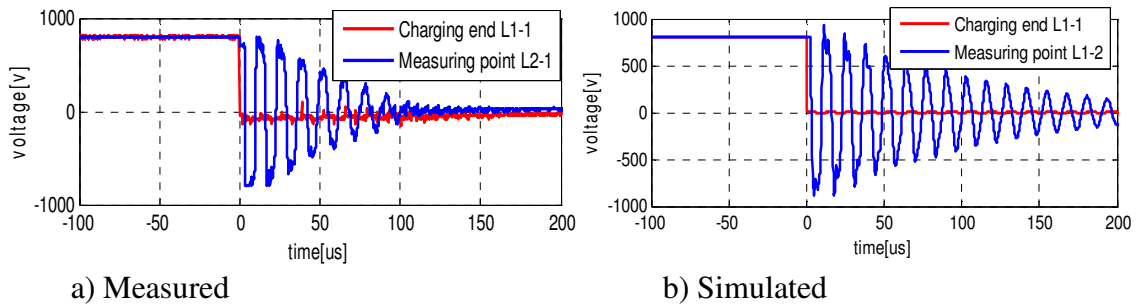 1000
0
-1000
voltage[v]
-100 -50 0 50 100 150 200
time[us]
Charging end L1-1
Measuring point L2-1
a) Measured
1000
500
0
-500
-1000
voltage[v]
-100 -50 0 50 100 150 200
time[us]
Charging end L1-1
Measuring point L1-2
b) Simulated